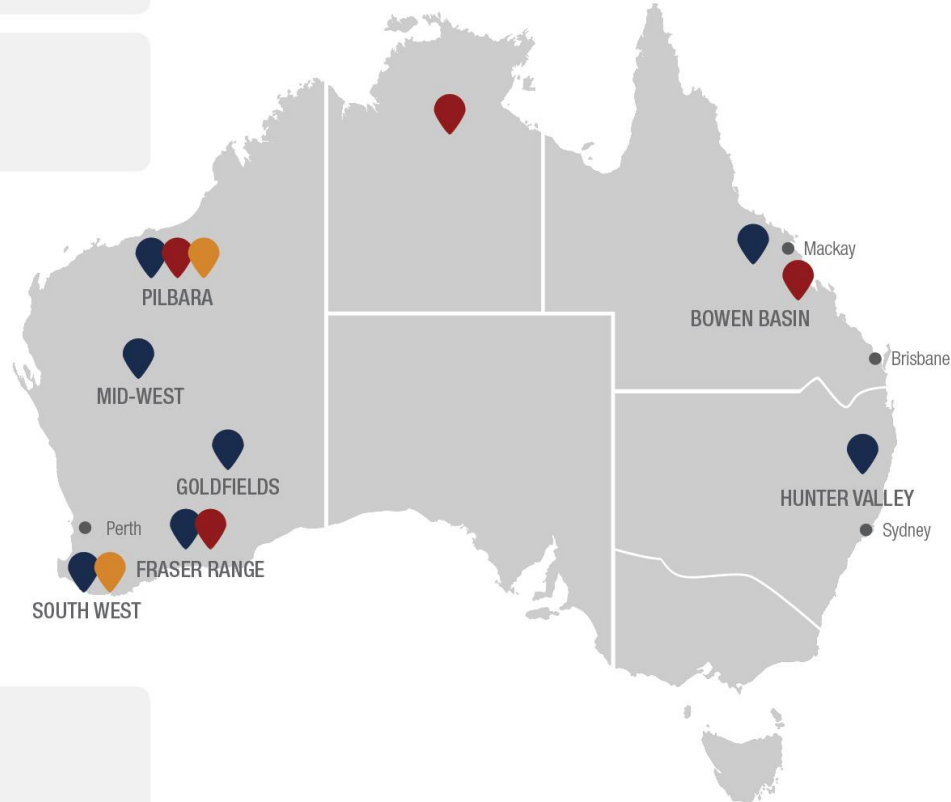 Mackay
PILBARA
BOWEN BASIN
Brisbane
MID-WEST
GOLDFIELDS
HUNTER VALLEY
Perth
Sydney
FRASER RANGE
SOUTH WEST